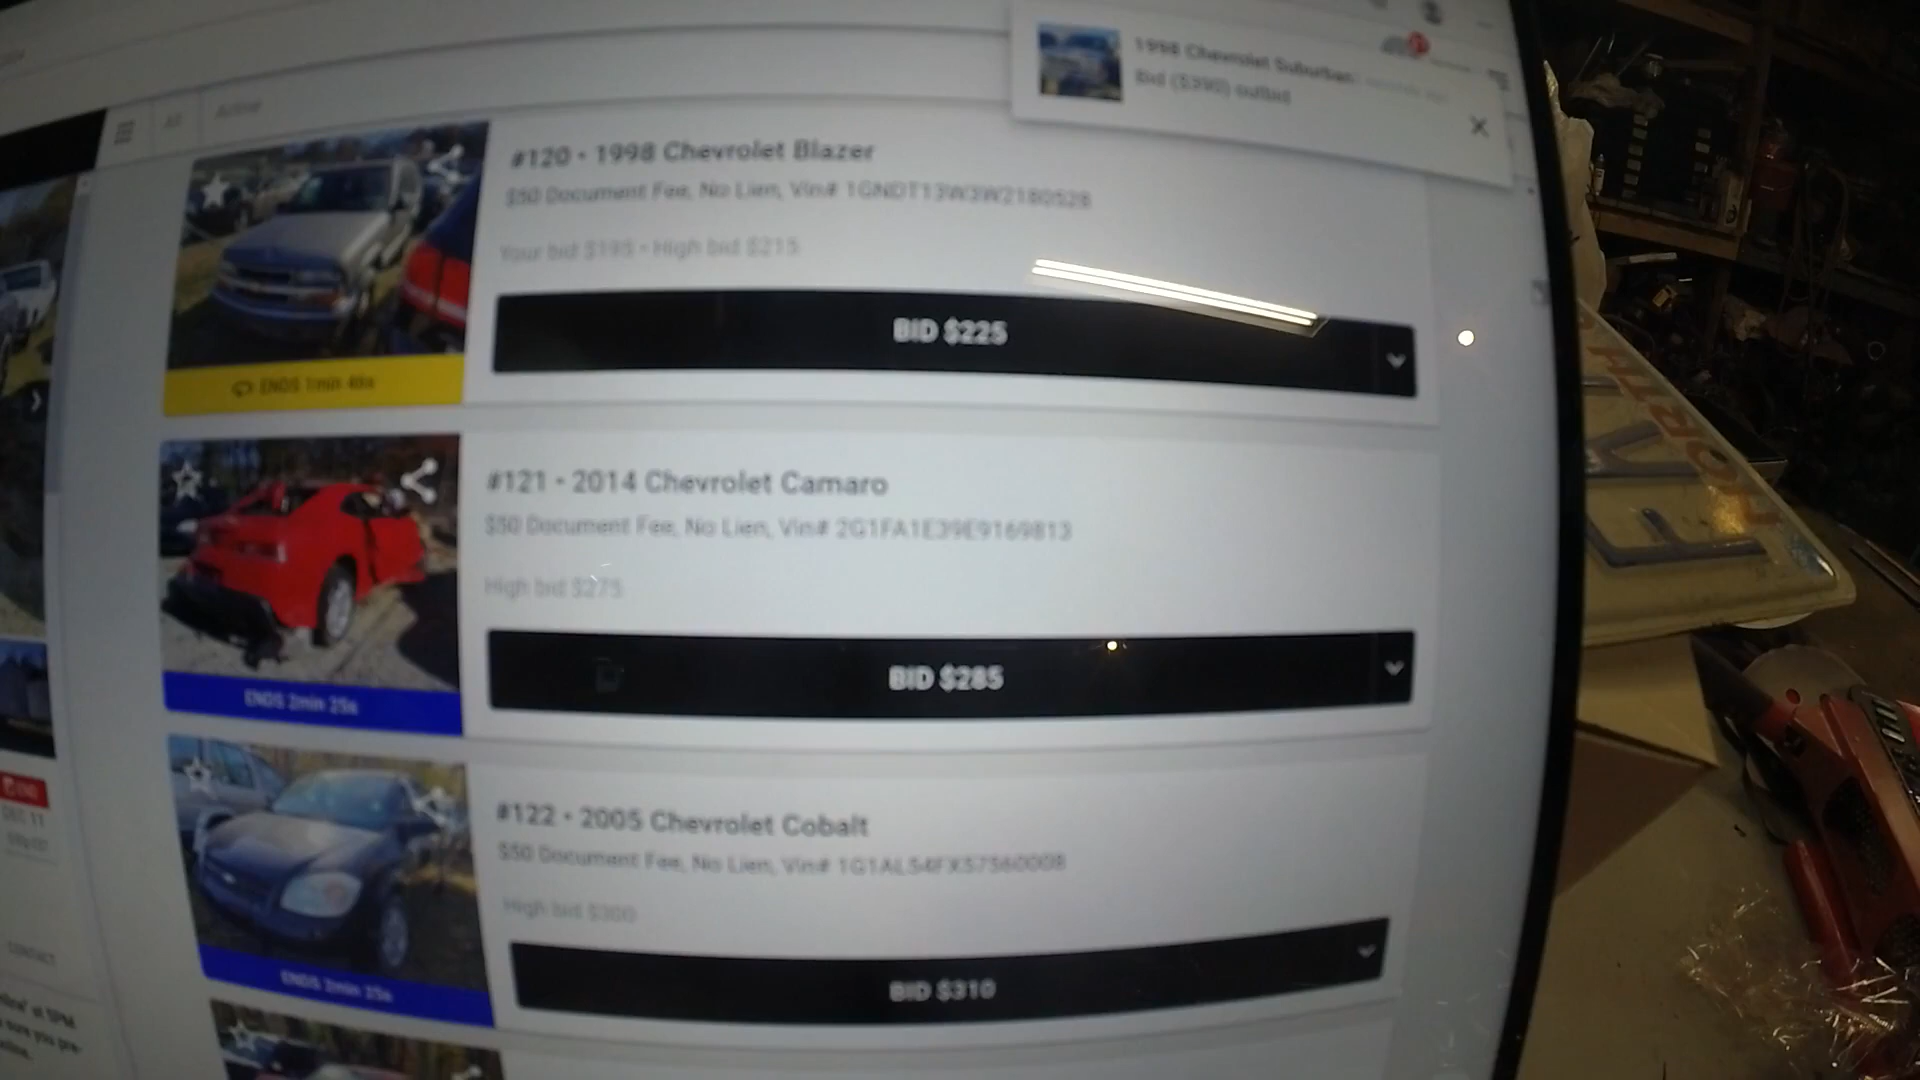 1998 Chevrolet Suburban
Bid ($390) outbid
All
Active
#120 • 1998 Chevrolet Blazer
$50 Document Fee, No Lien, Vin# 1GNDT13W3W2180528
Your bid $195 • High bid $215
BID $225
ENDS 1min 48s
#121 • 2014 Chevrolet Camaro
$50 Document Fee, No Lien, Vin# 2G1FA1E39E9169813
High bid $275
BID $285
ENDS 2min 25s
#122 • 2005 Chevrolet Cobalt
$50 Document Fee, No Lien, Vin# 1G1AL54FX57560008
High bid $300
BID $310
ENDS 2min 25s
CONTACT